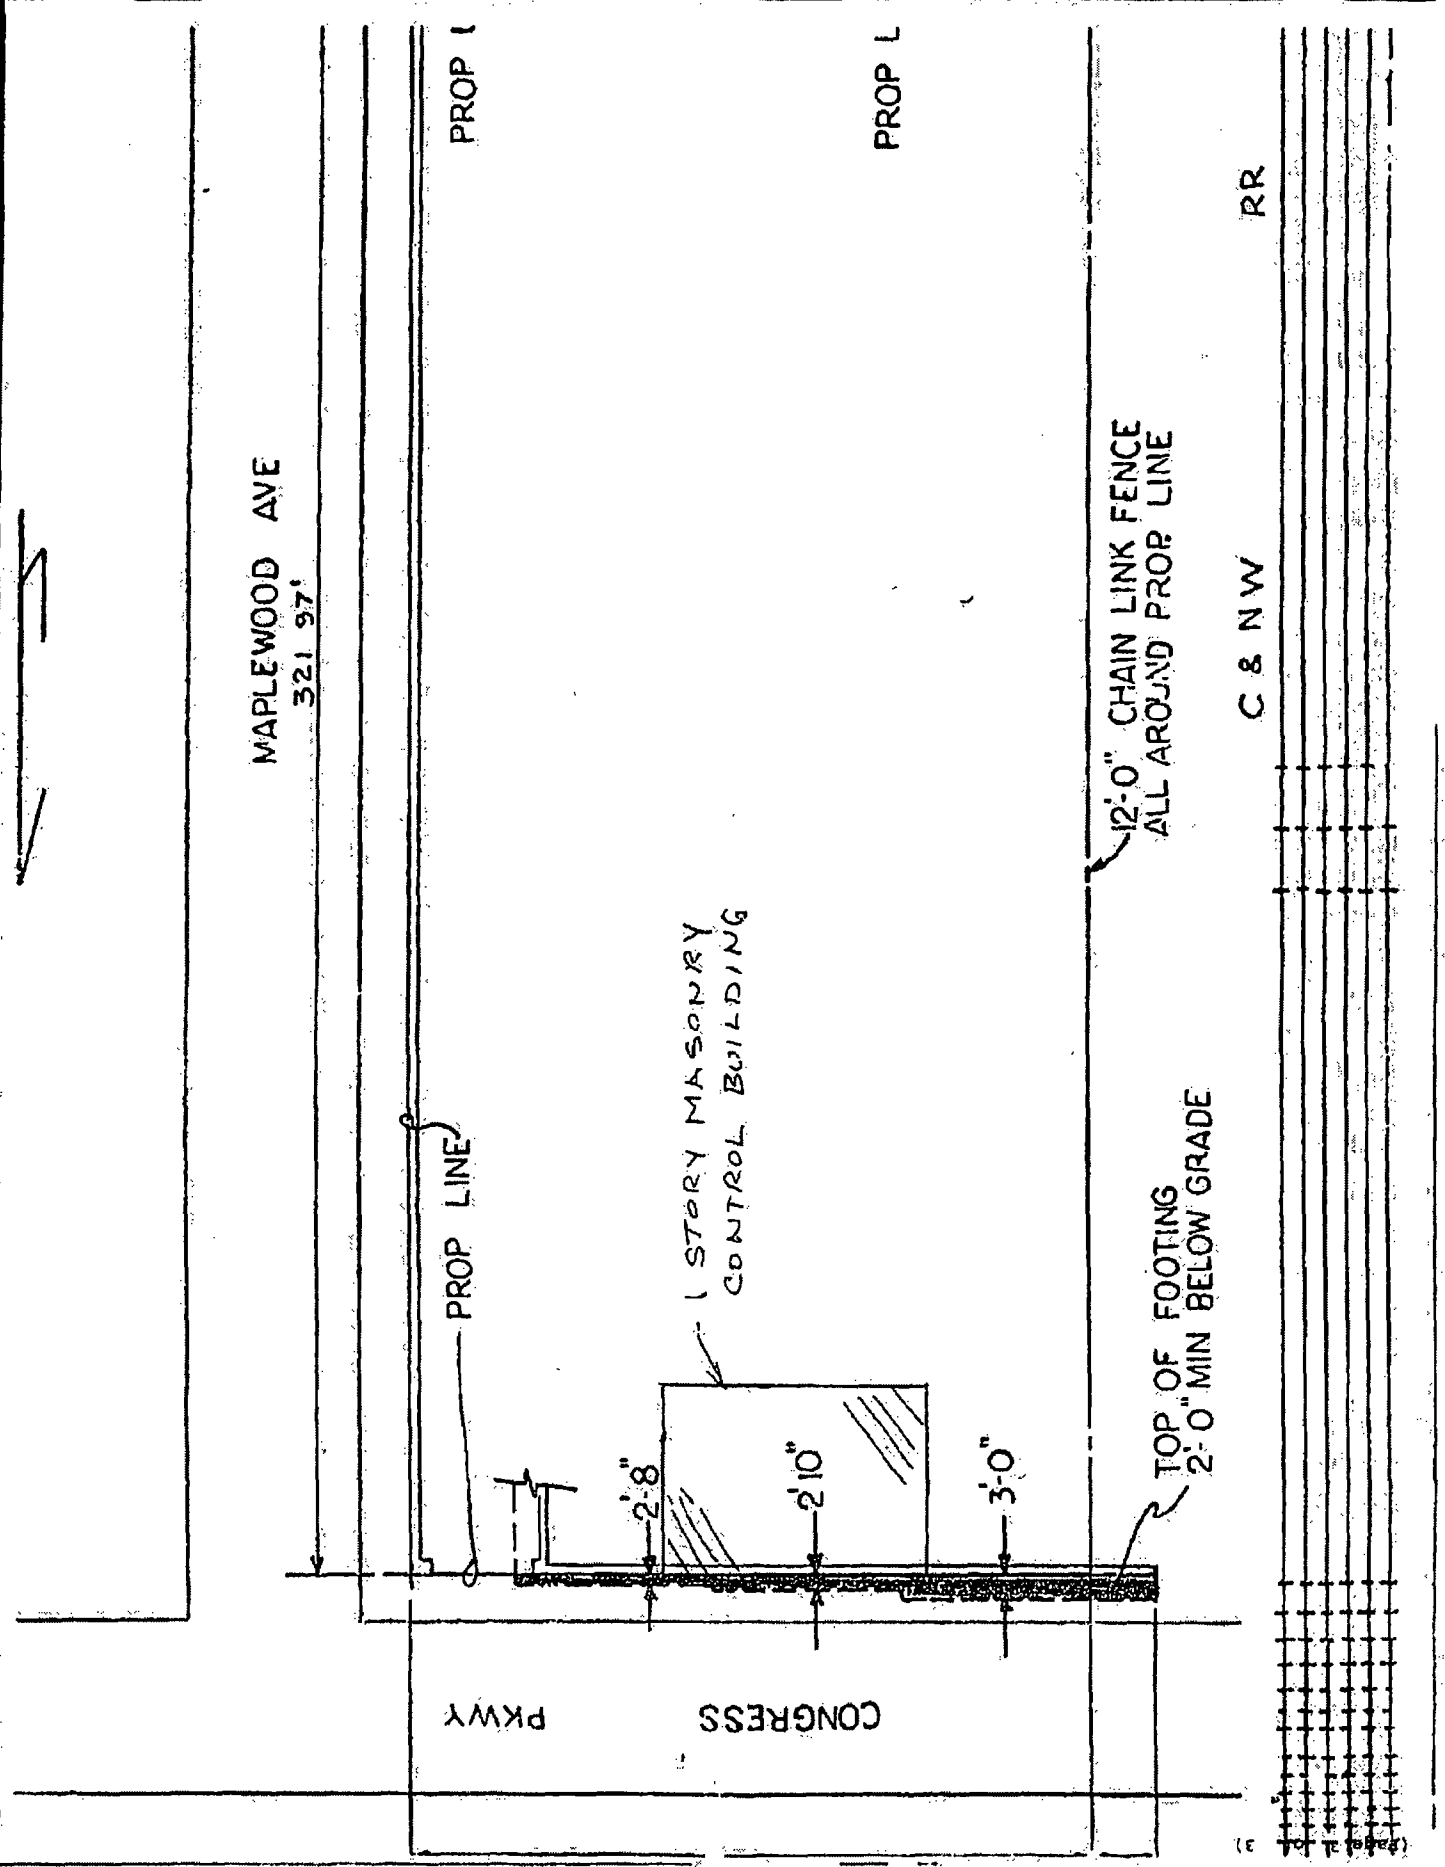 MAPLEWOOD AVE
321 97'
PROP L
PROP L
PROP LINE
1 STORY MASONRY
CONTROL BUILDING
12'-0" CHAIN LINK FENCE
ALL AROUND PROP. LINE
C & NW RR
2'-8"
2'10"
3'-0"
TOP OF FOOTING
2'-0" MIN BELOW GRADE
CONGRESS PKWY